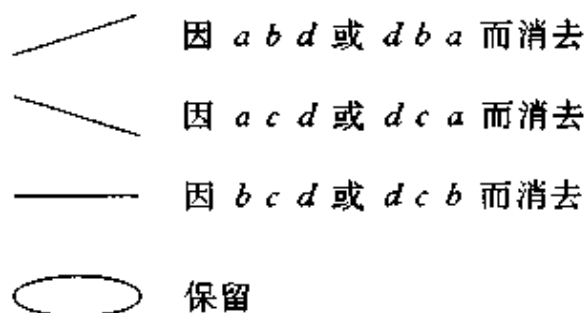 因 a b d 或 d b a 而消去
因 a c d 或 d c a 而消去
因 b c d 或 d c b 而消去
保留